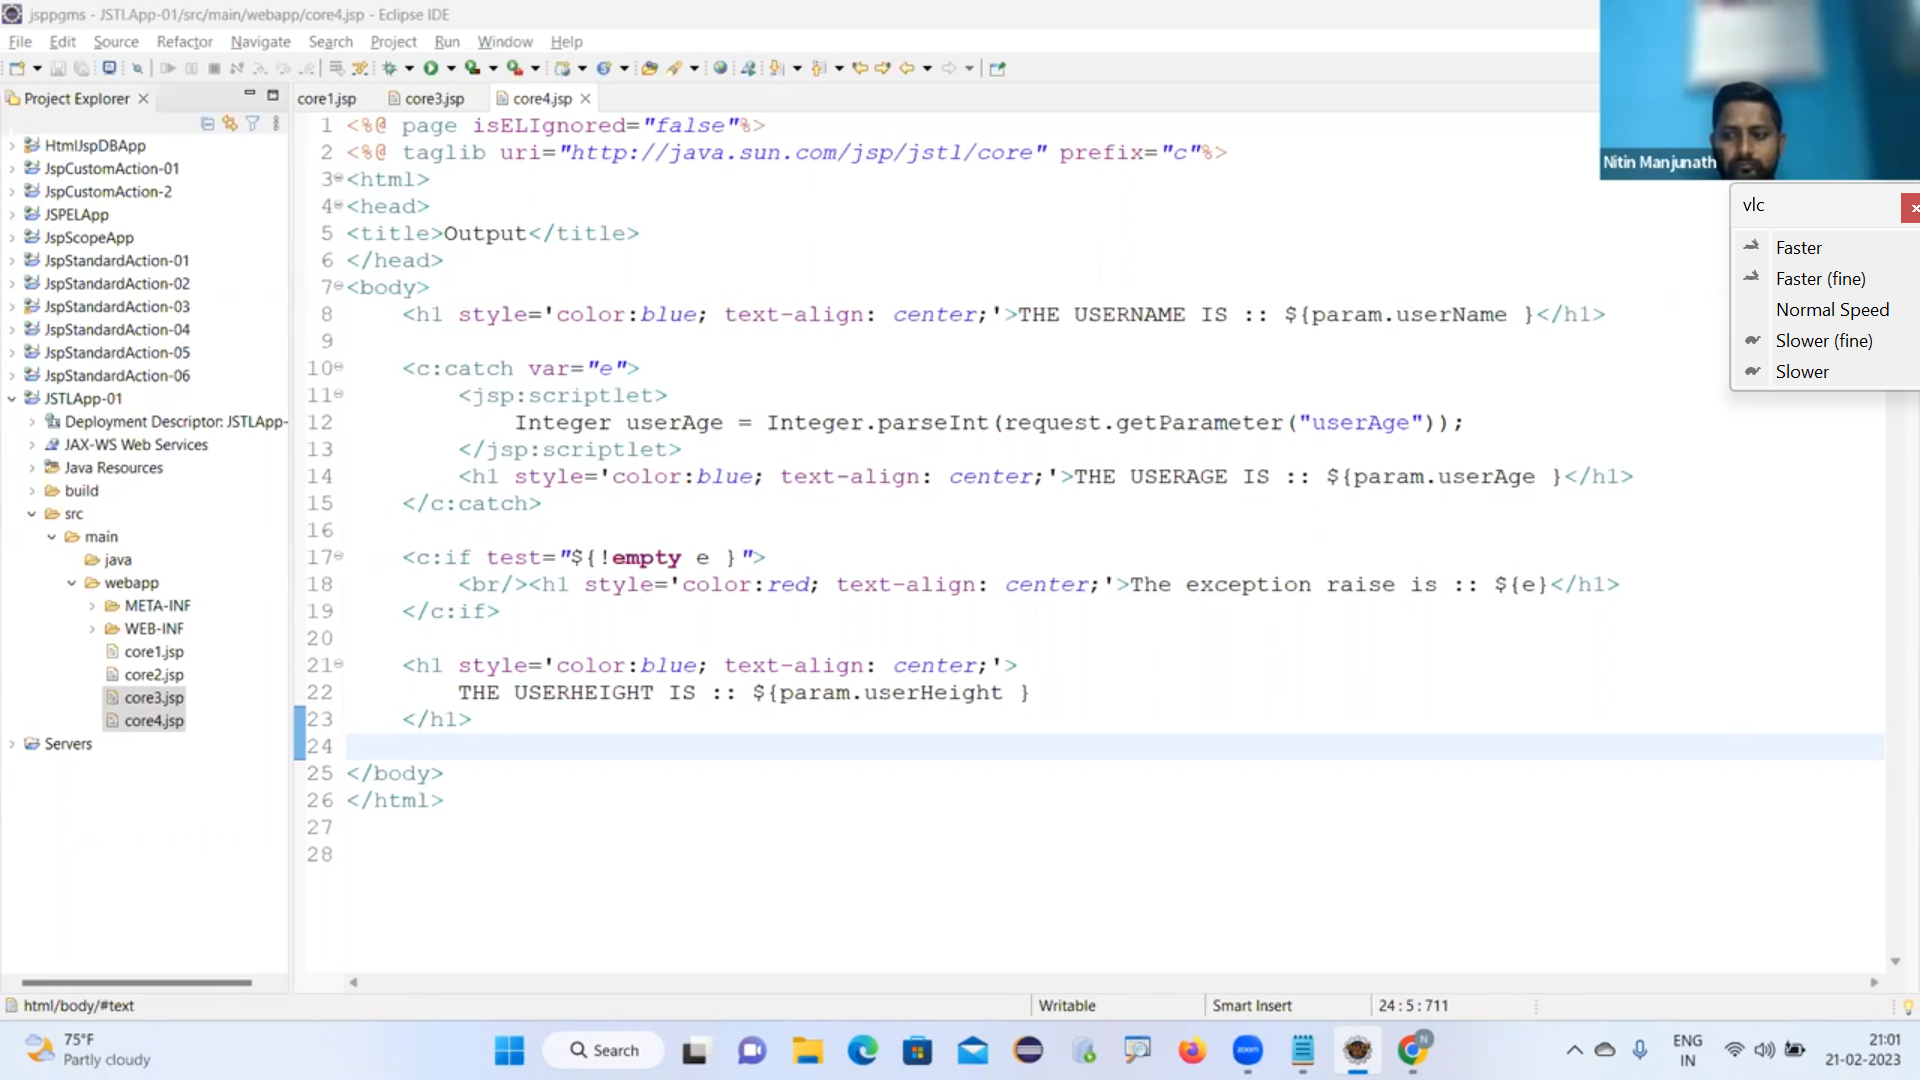 jsppgms - JSTLApp-01/src/main/webapp/core4.jsp - Eclipse IDE
File Edit Source Refactor Navigate Search Project Run Window Help
Project Explorer
core1.jsp core3.jsp core4.jsp
HtmlJspDBApp
JspCustomAction-01
JspCustomAction-2
JSPELApp
JspScopeApp
JspStandardAction-01
JspStandardAction-02
JspStandardAction-03
JspStandardAction-04
JspStandardAction-05
JspStandardAction-06
JSTLApp-01
Deployment Descriptor: JSTLApp-
JAX-WS Web Services
Java Resources
build
src
main
java
webapp
META-INF
WEB-INF
core1.jsp
core2.jsp
core3.jsp
core4.jsp
Servers
1 <%@ page isELIgnored="false"%>
2 <%@ taglib uri="http://java.sun.com/jsp/jstl/core" prefix="c"%>
3 <html>
4 <head>
5 <title>Output</title>
6 </head>
7 <body>
8 <h1 style='color:blue; text-align: center;'>THE USERNAME IS :: ${param.userName }</h1>
9
10 <c:catch var="e">
11 <jsp:scriptlet>
12 Integer userAge = Integer.parseInt(request.getParameter("userAge"));
13 </jsp:scriptlet>
14 <h1 style='color:blue; text-align: center;'>THE USERAGE IS :: ${param.userAge }</h1>
15 </c:catch>
16
17 <c:if test="${!empty e }">
18 <br/><h1 style='color:red; text-align: center;'>The exception raise is :: ${e}</h1>
19 </c:if>
20
21 <h1 style='color:blue; text-align: center;'>
22 THE USERHEIGHT IS :: ${param.userHeight }
23 </h1>
24
25 </body>
26 </html>
27
28
Nitin Manjunath
vlc
Faster
Faster (fine)
Normal Speed
Slower (fine)
Slower
html/body/#text
Writable
Smart Insert
24 : 5 : 711
75°F
Partly cloudy
Search
zoom
N
ENG
IN
21:01
21-02-2023